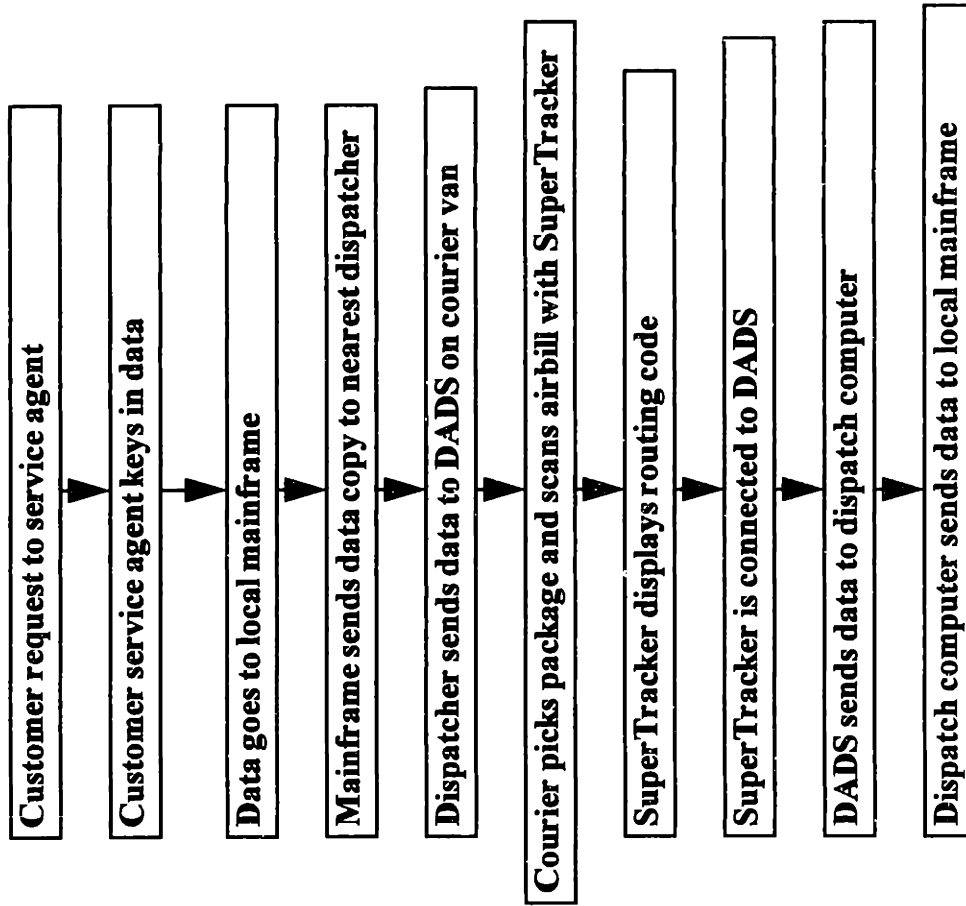 Customer request to service agent
Customer service agent keys in data
Data goes to local mainframe
Mainframe sends data copy to nearest dispatcher
Dispatcher sends data to DADS on courier van
Courier picks package and scans airbill with SuperTracker
SuperTracker displays routing code
SuperTracker is connected to DADS
DADS sends data to dispatch computer
Dispatch computer sends data to local mainframe